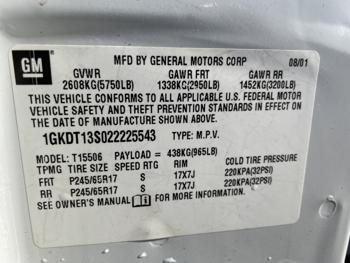 GM
MFD BY GENERAL MOTORS CORP 08/01
GVWR GAWR FRT GAWR RR
2608KG(5750LB) 1338KG(2950LB) 1452KG(3200LB)
THIS VEHICLE CONFORMS TO ALL APPLICABLE U.S. FEDERAL MOTOR
VEHICLE SAFETY AND THEFT PREVENTION STANDARDS IN EFFECT ON
THE DATE OF MANUFACTURE SHOWN ABOVE.
1GKDT13S022225543 TYPE: M.P.V.
MODEL: T15506 PAYLOAD = 438KG(965LB)
TPMG TIRE SIZE SPEED RTG RIM COLD TIRE PRESSURE
FRT P245/65R17 S 17X7J 220KPA(32PSI)
RR P245/65R17 S 17X7J 220KPA(32PSI)
SEE OWNER'S MANUAL FOR MORE INFORMATION